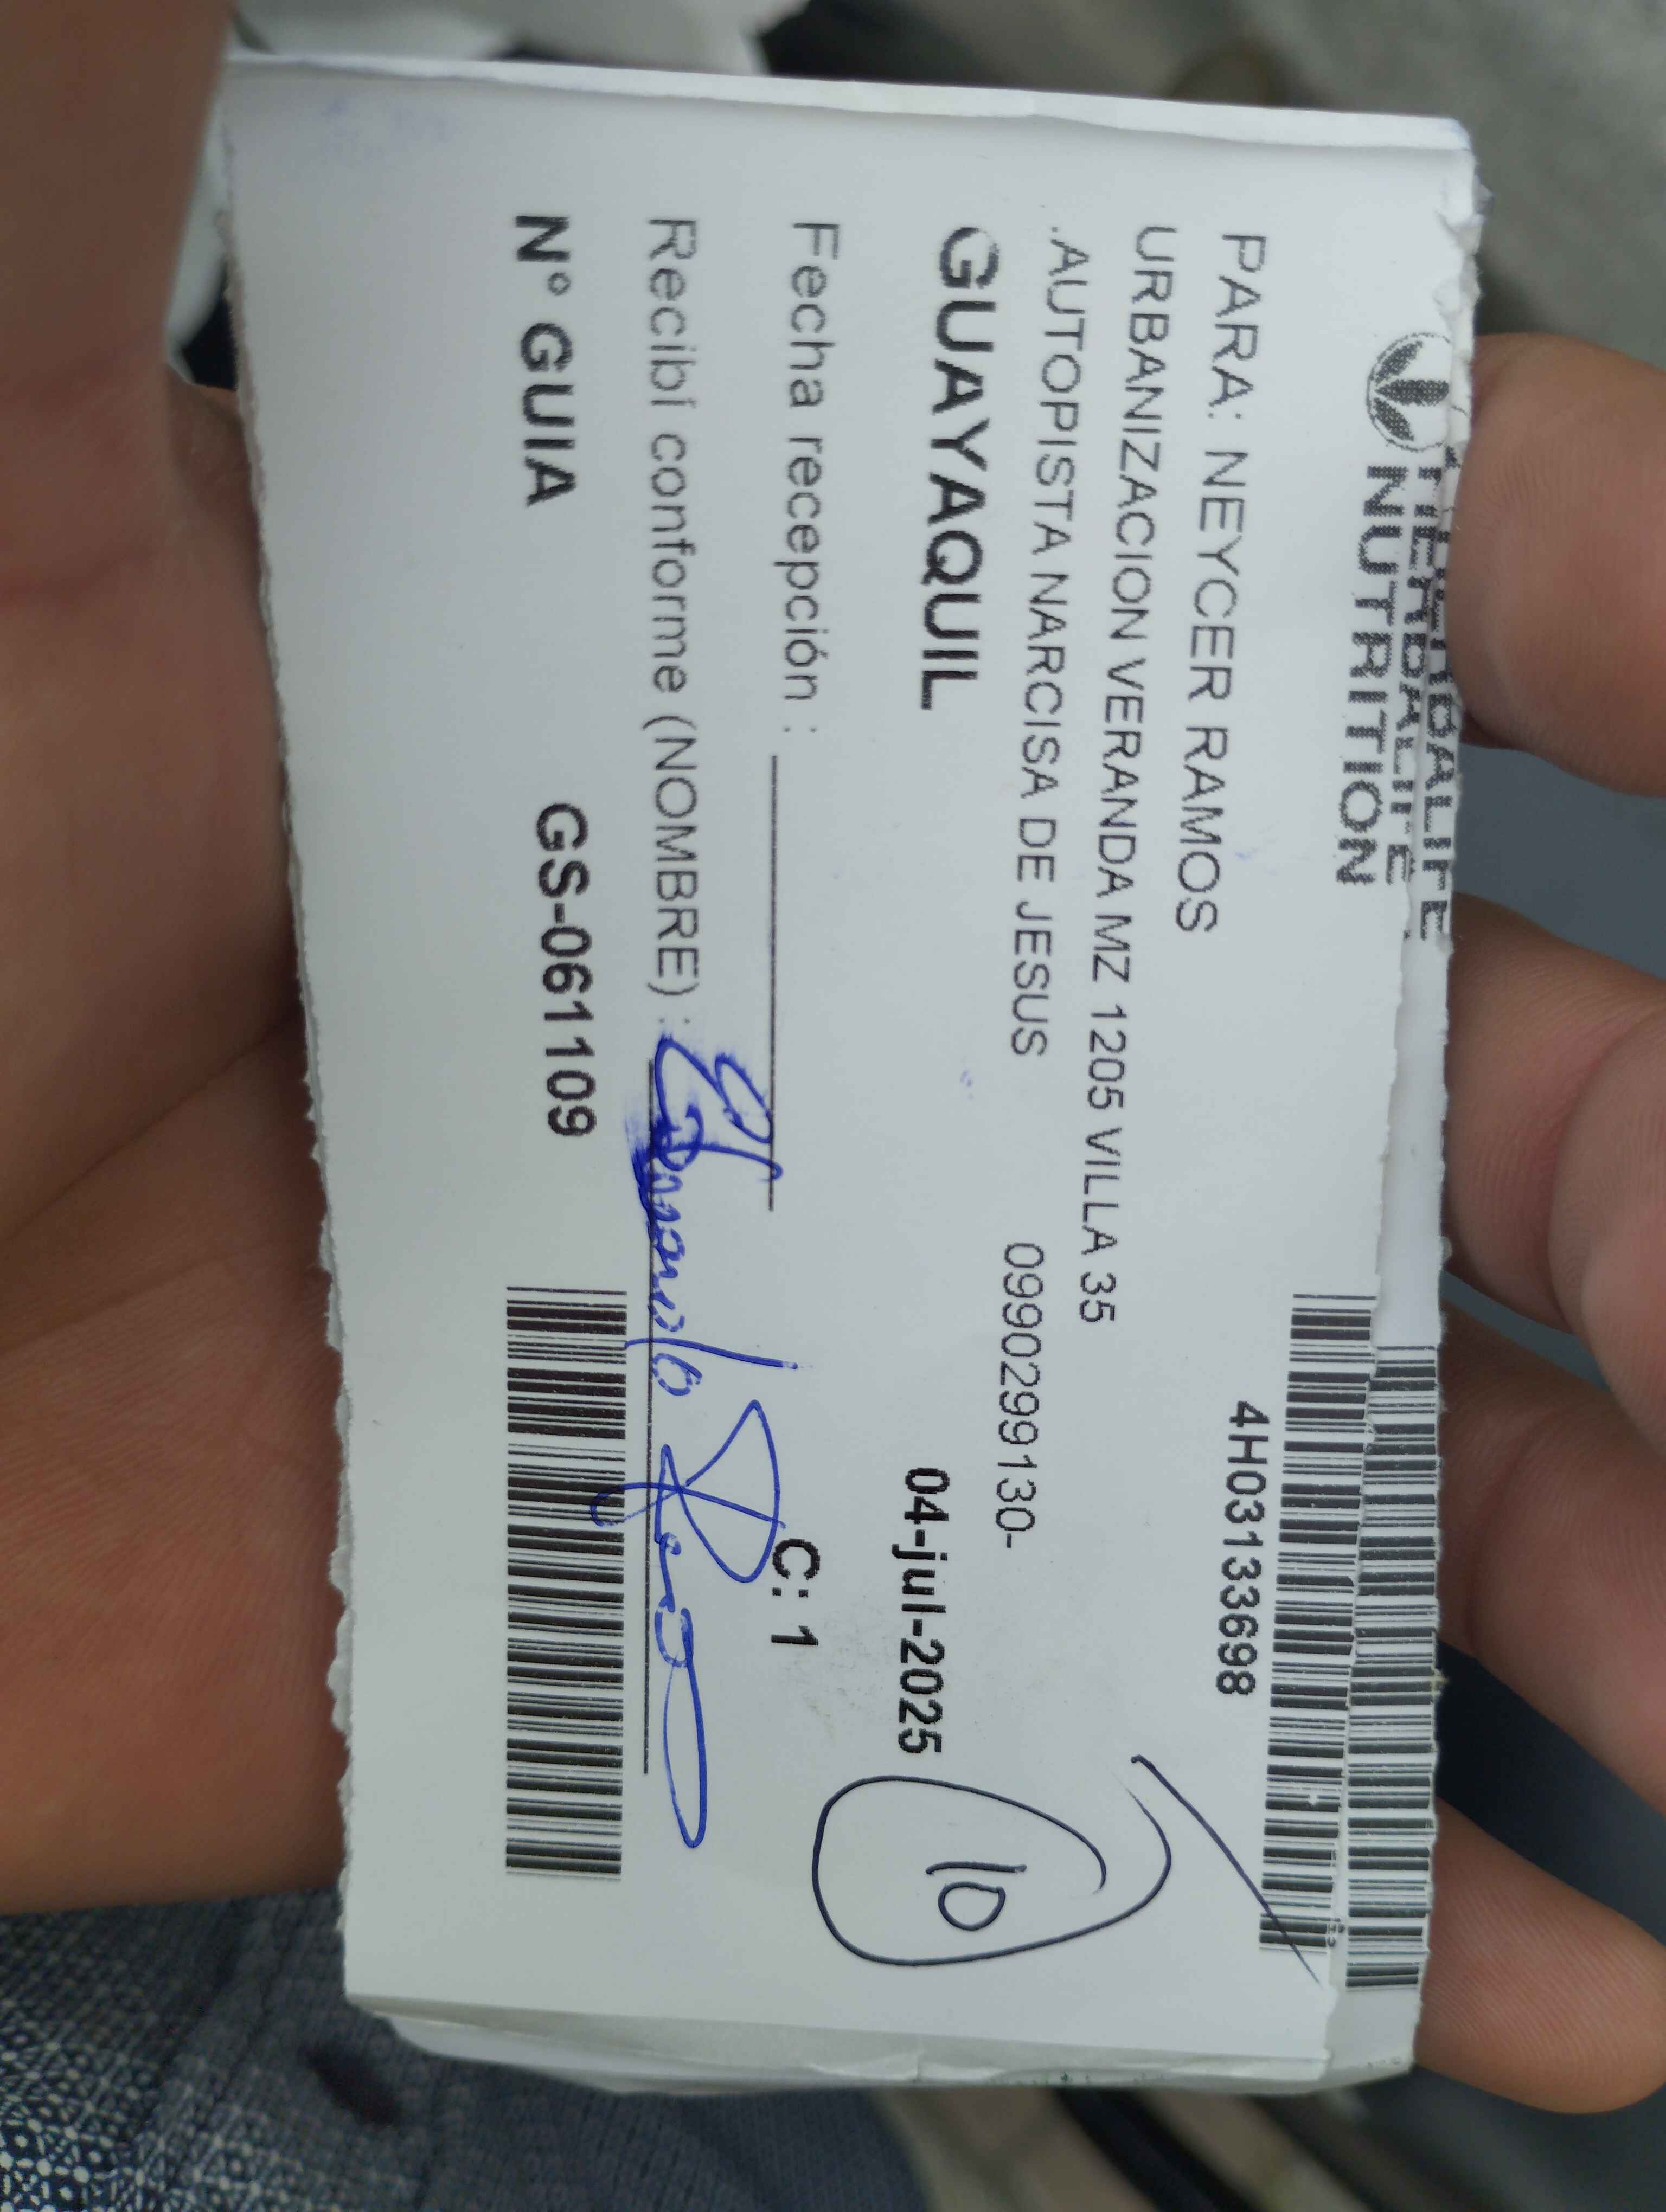 HERBALIFE
NUTRITION
4H03133698
PARA: NEYCER RAMOS
URBANIZACION VERANDA MZ 1205 VILLA 35
.AUTOPISTA NARCISA DE JESUS 0990299130-
GUAYAQUIL 04-jul-2025
10
Fecha recepción : C: 1
Recibí conforme (NOMBRE) :
N° GUIA GS-061109